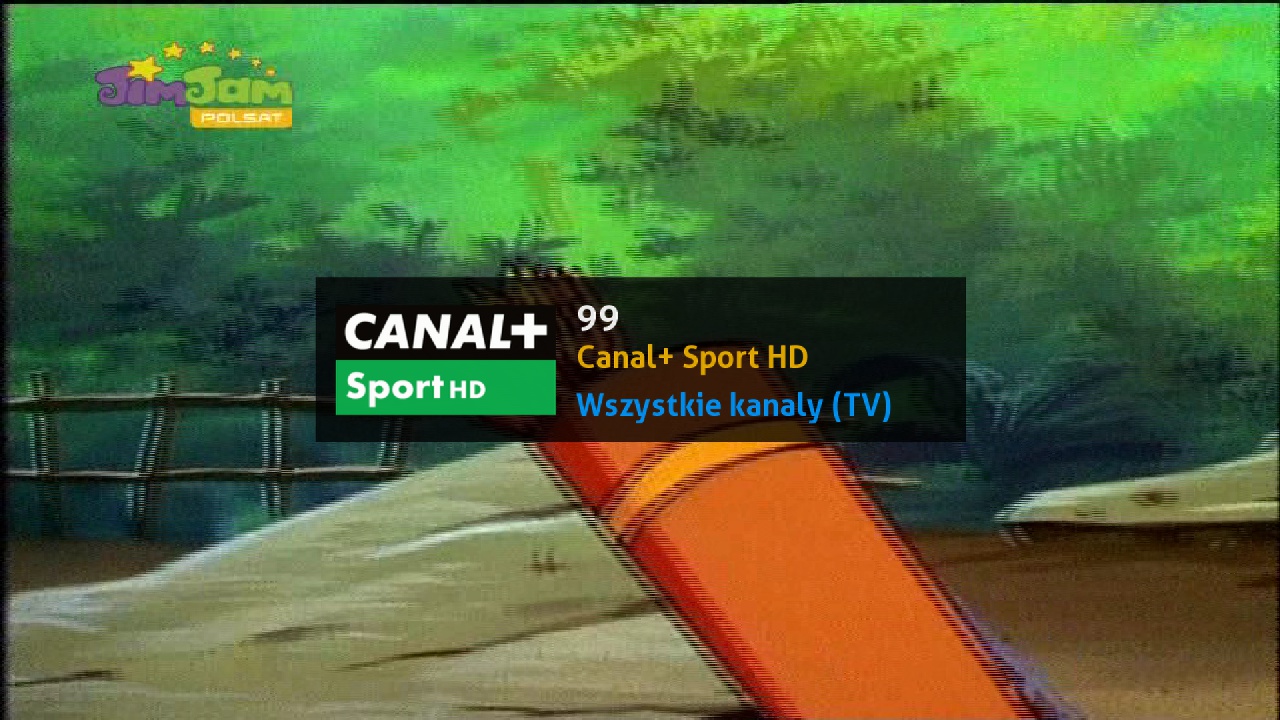 JimJam
POLSAT
CANAL+
Sport HD
99
Canal+ Sport HD
Wszystkie kanaly (TV)